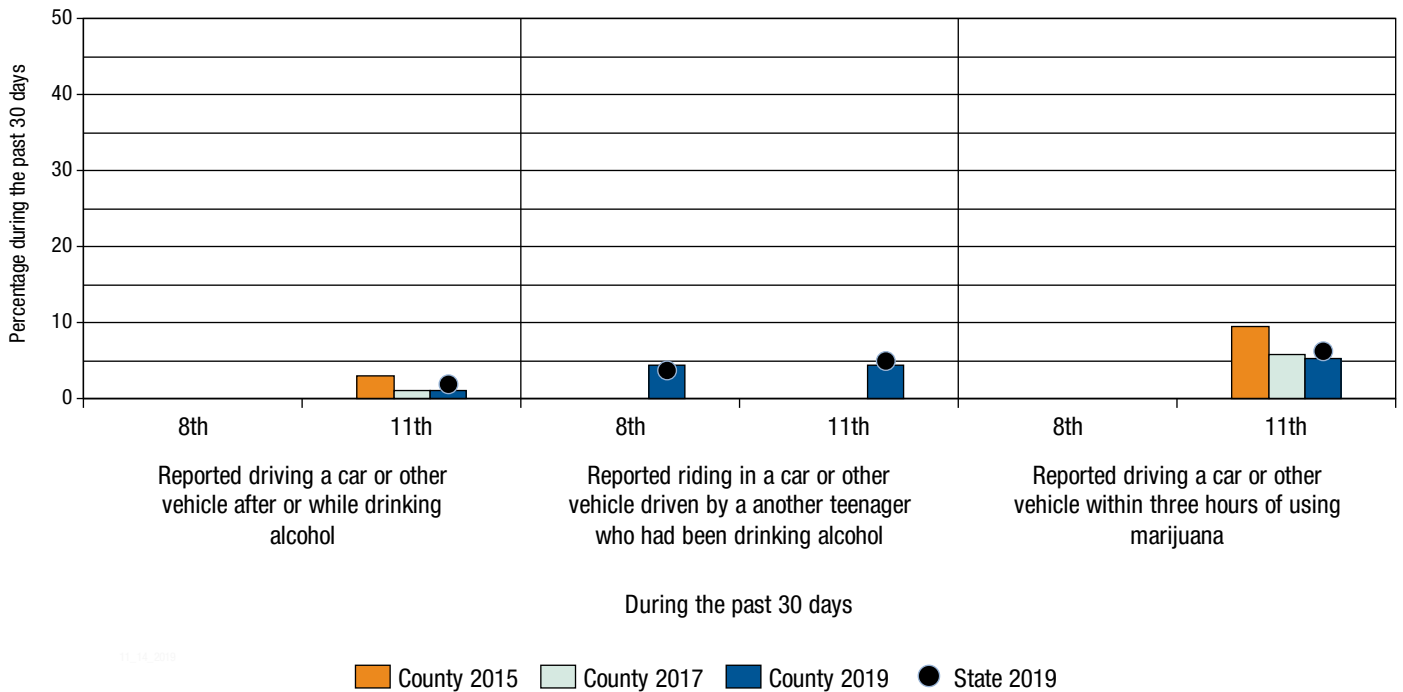 Percentage during the past 30 days
50
40
30
20
10
0
8th 11th 8th 11th 8th 11th
Reported driving a car or other
vehicle after or while drinking
alcohol
Reported riding in a car or other
vehicle driven by a another teenager
who had been drinking alcohol
Reported driving a car or other
vehicle within three hours of using
marijuana
During the past 30 days
County 2015 County 2017 County 2019 State 2019